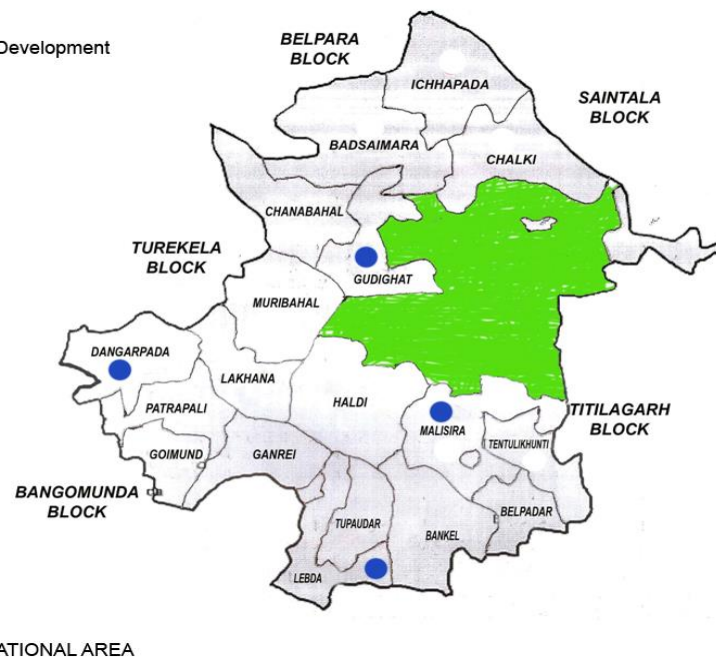 Development
BELPARA
BLOCK
ICHHAPADA
SAINTALA
BLOCK
BADSAIMARA
CHALKI
CHANABAHAL
TUREKELA
BLOCK
GUDIGHAT
MURIBAHAL
DANGARPADA
LAKHANA
HALDI
PATRAPALI
TITILAGARH
BLOCK
MALISIRA
TENTULIKHUNTI
GOIMUND
GANREI
BANGOMUNDA
BLOCK
BELPADAR
TUPAUDAR
BANKEL
LEBDA
ATIONAL AREA